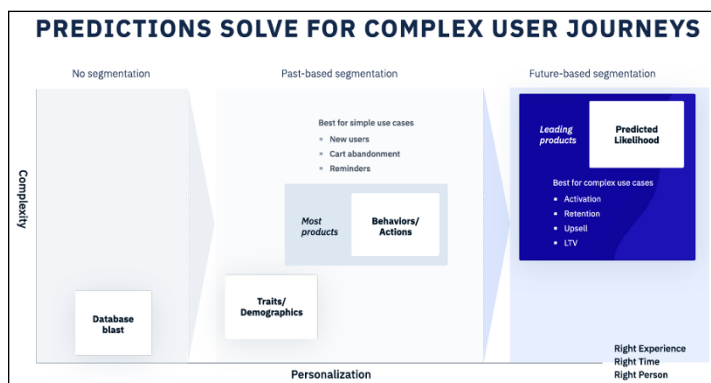 PREDICTIONS SOLVE FOR COMPLEX USER JOURNEYS
No segmentation
Past-based segmentation
Future-based segmentation
Complexity
Database
blast
Traits/
Demographics
Best for simple use cases
• New users
• Cart abandonment
• Reminders
Most
products
Behaviors/
Actions
Leading
products
Predicted
Likelihood
Best for complex use cases
▪ Activation
▪ Retention
▪ Upsell
▪ LTV
Personalization
Right Experience
Right Time
Right Person